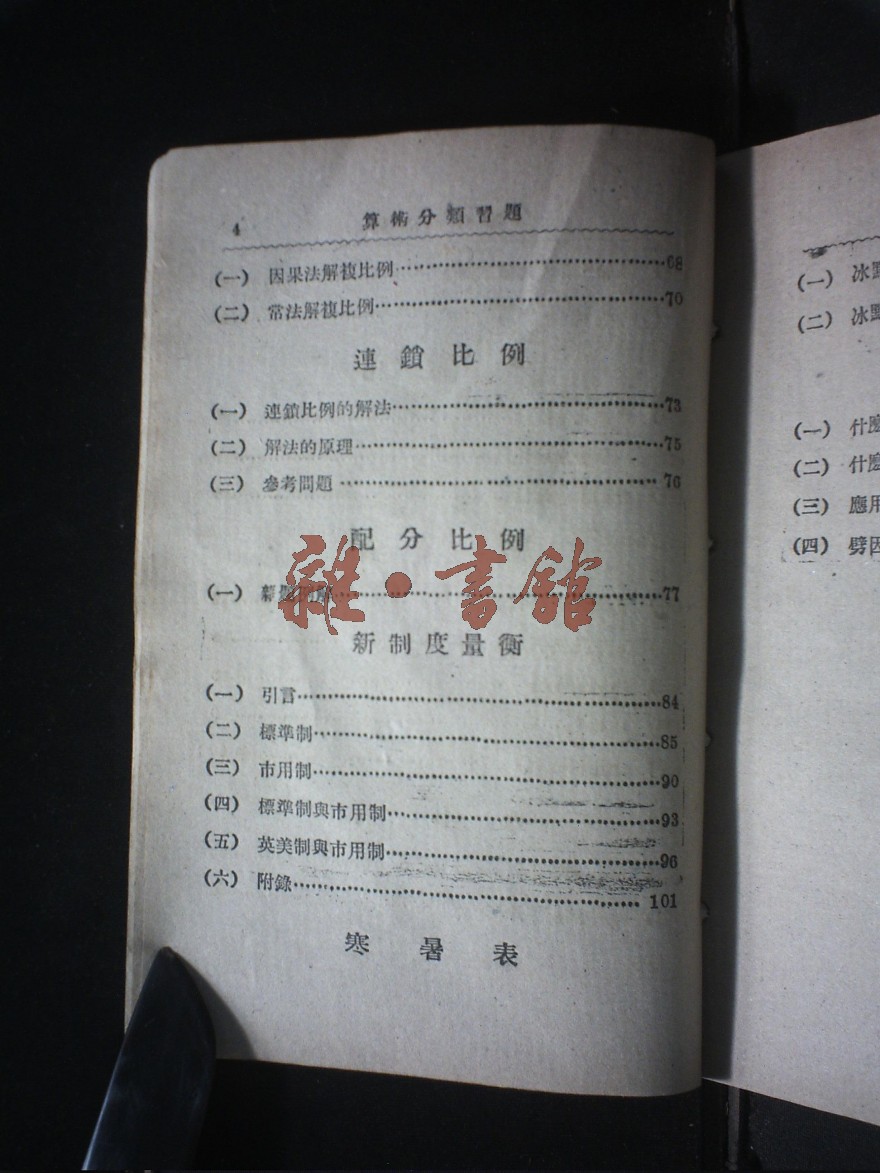 4 算術分類習題
(一) 因果法解複比例 68
(二) 常法解複比例 70
連鎖比例
(一) 連鎖比例的解法 73
(二) 解法的原理 75
(三) 參考問題 76
配分比例
(一) 77
雜·書館
新制度量衡
(一) 引言 84
(二) 標準制 85
(三) 市用制 90
(四) 標準制與市用制 93
(五) 英美制與市用制 96
(六) 附錄 101
寒暑表
(一) 冰
(二) 冰
(一) 什
(二) 什
(三) 應用
(四) 劈因